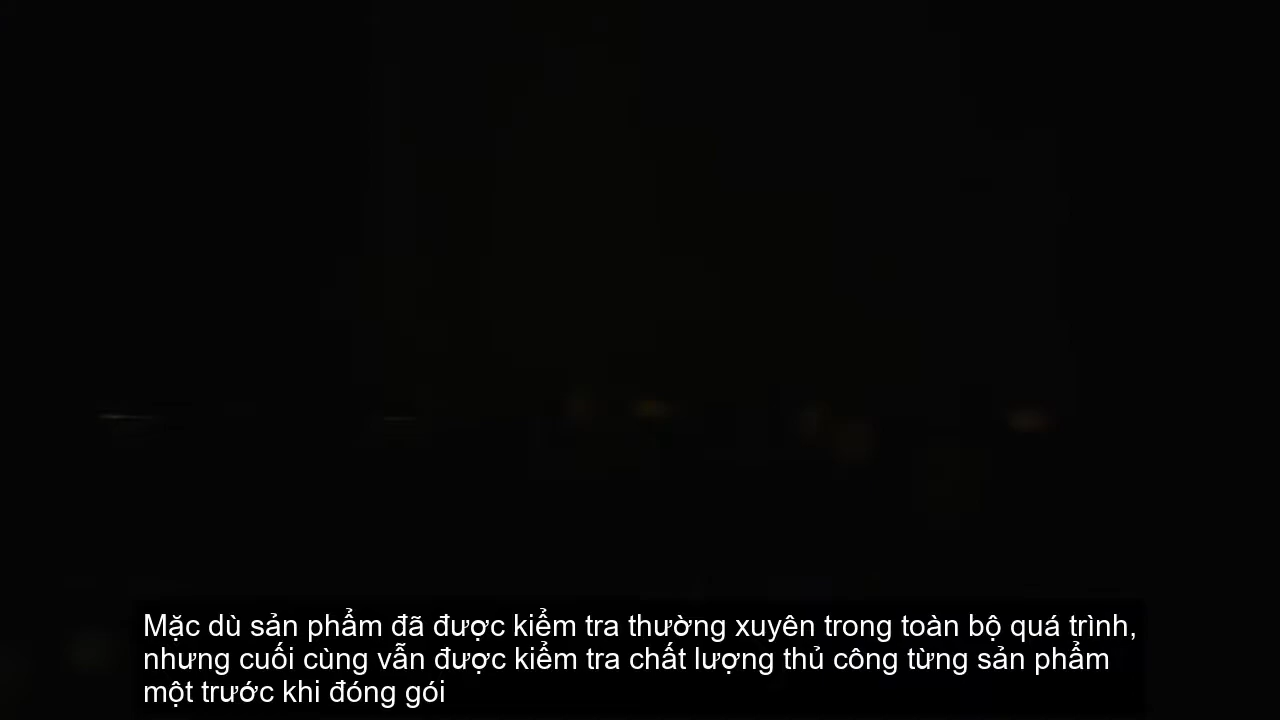 Mặc dù sản phẩm đã được kiểm tra thường xuyên trong toàn bộ quá trình,
nhưng cuối cùng vẫn được kiểm tra chất lượng thủ công từng sản phẩm
một trước khi đóng gói